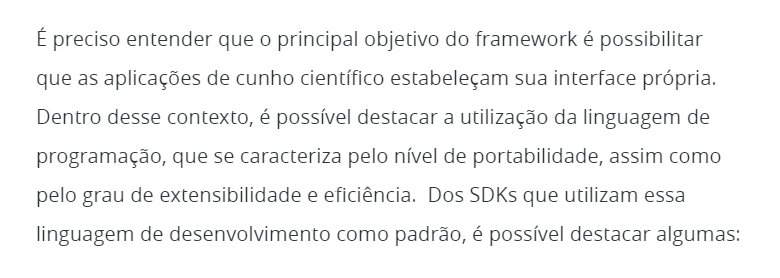 É preciso entender que o principal objetivo do framework é possibilitar
que as aplicações de cunho científico estabeleçam sua interface própria.
Dentro desse contexto, é possível destacar a utilização da linguagem de
programação, que se caracteriza pelo nível de portabilidade, assim como
pelo grau de extensibilidade e eficiência.  Dos SDKs que utilizam essa
linguagem de desenvolvimento como padrão, é possível destacar algumas: